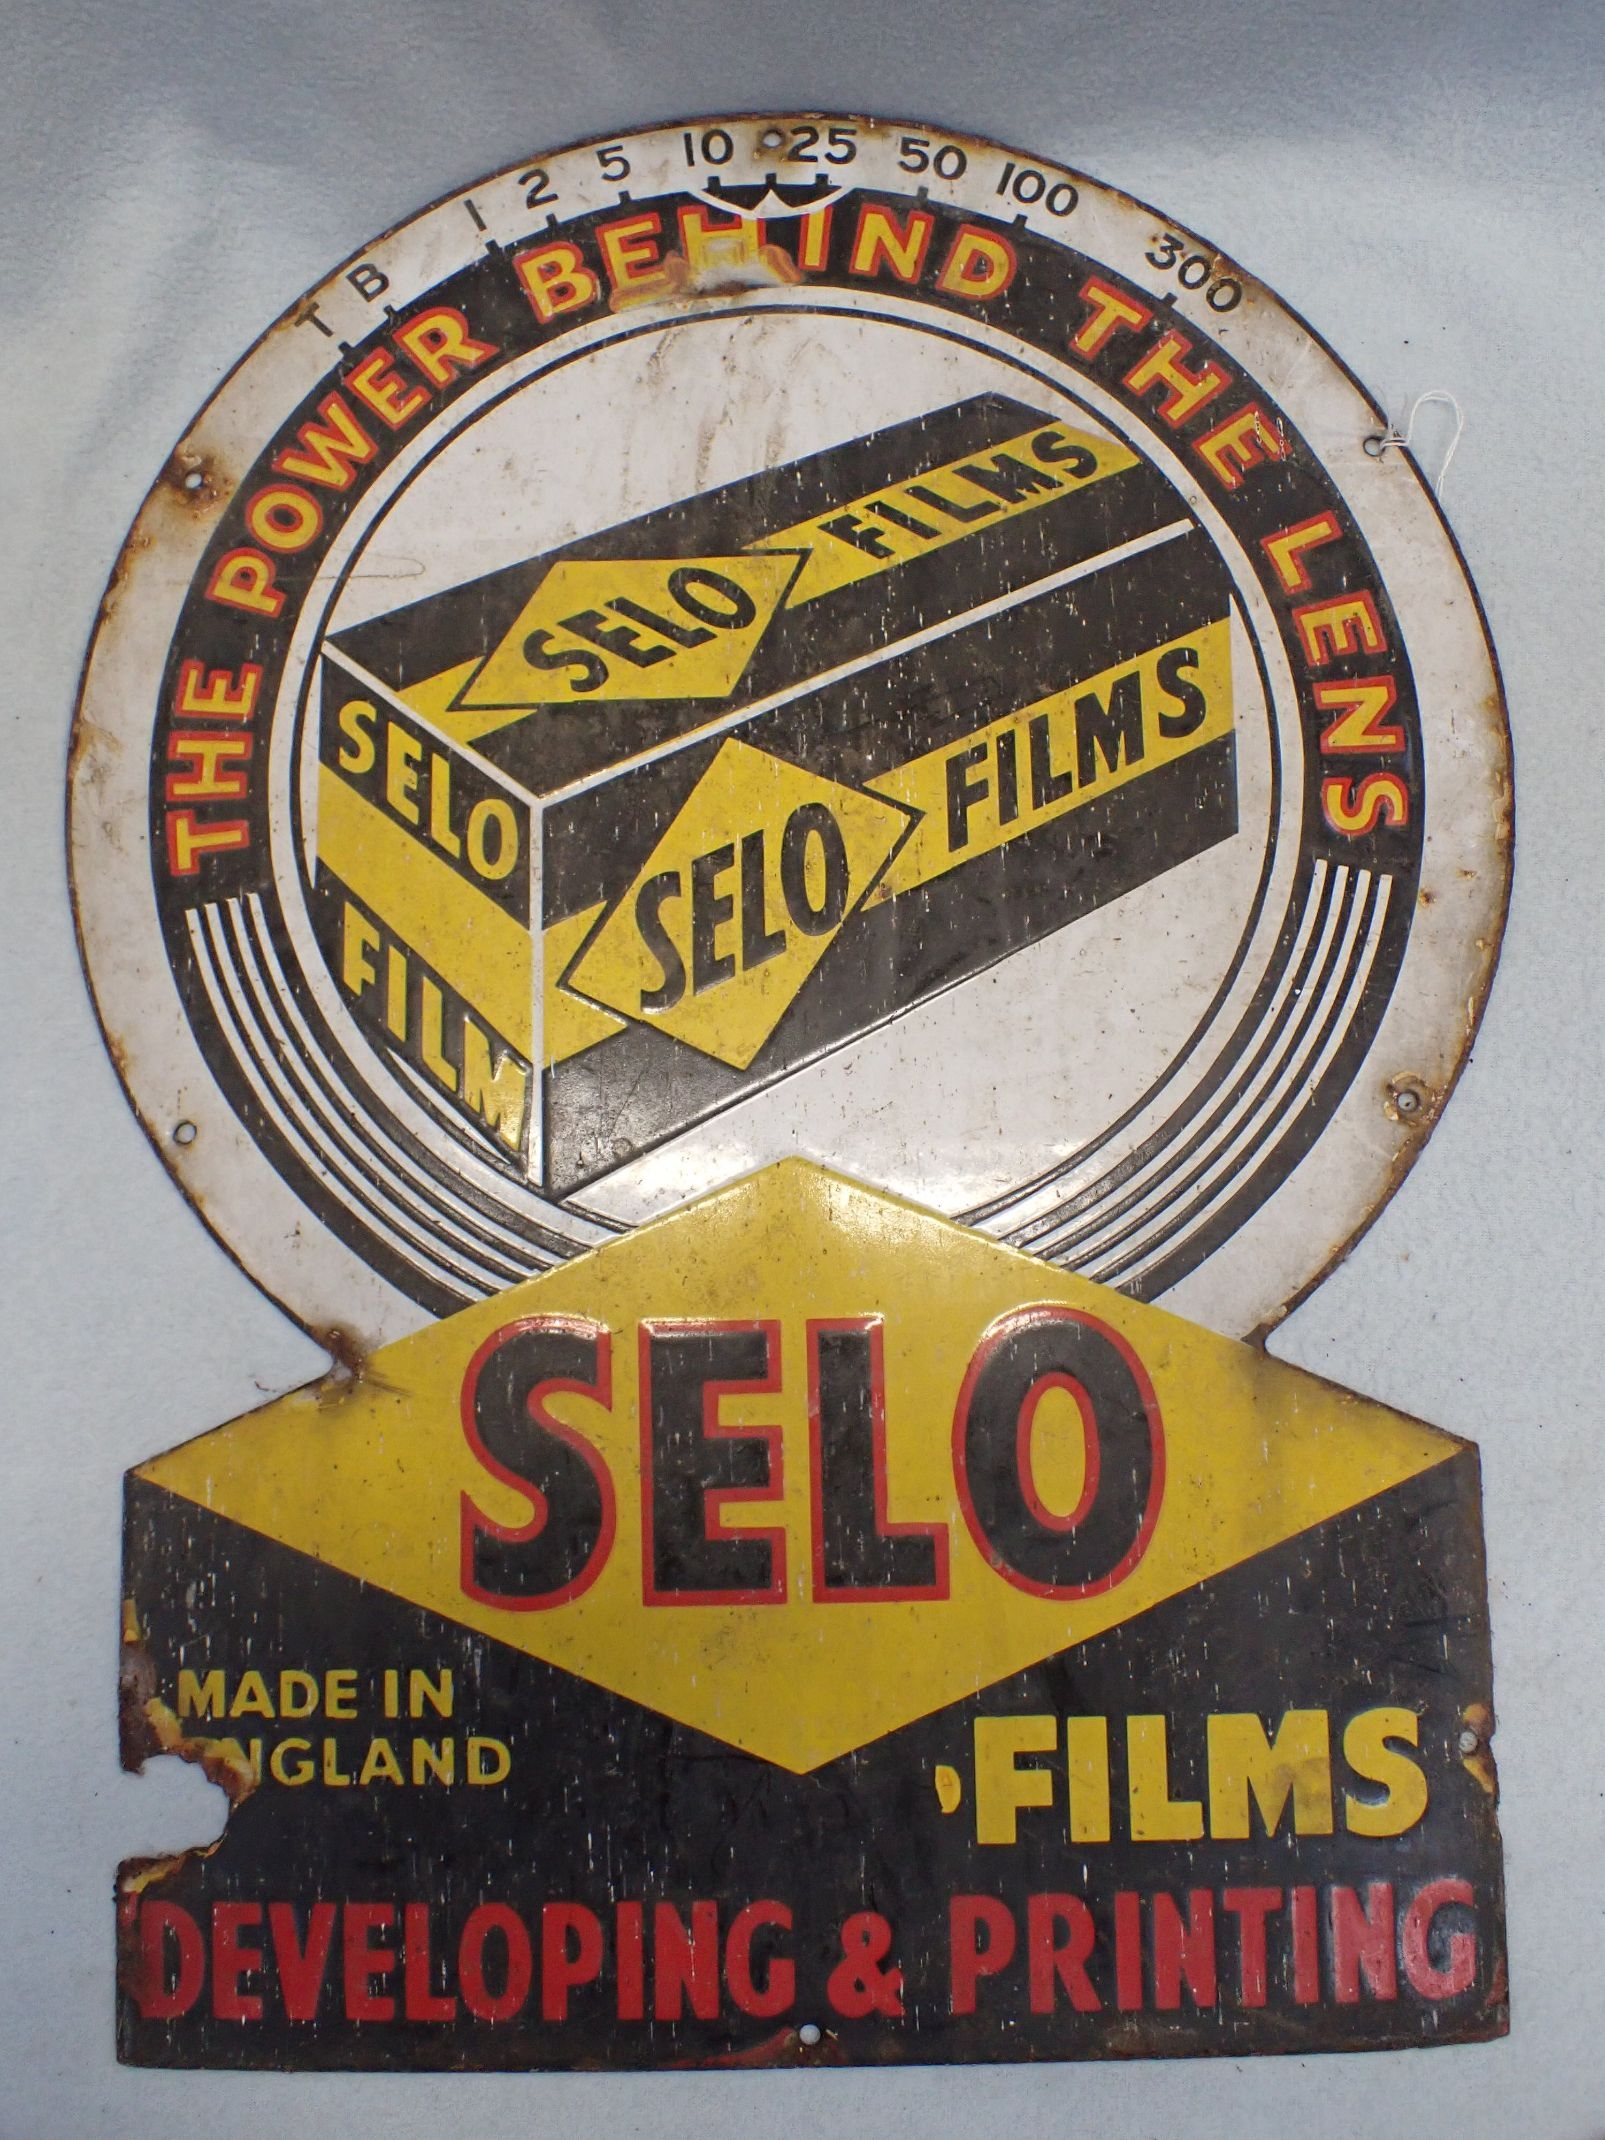 T B 1 2 5 10 25 50 100 300
THE POWER BEHIND THE LENS
SELO FILMS
SELO FILM
SELO FILMS
SELO
MADE IN
NGLAND
FILMS
DEVELOPING & PRINTING